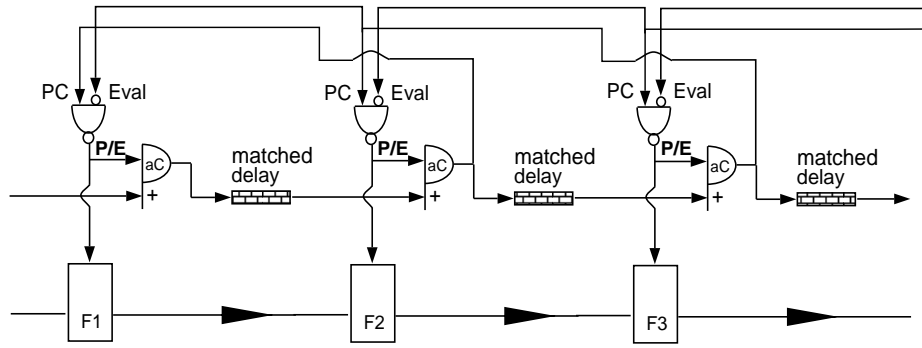 PC
Eval
PC
Eval
PC
Eval
P/E
aC
+
matched
delay
P/E
aC
+
matched
delay
P/E
aC
+
matched
delay
F1
F2
F3